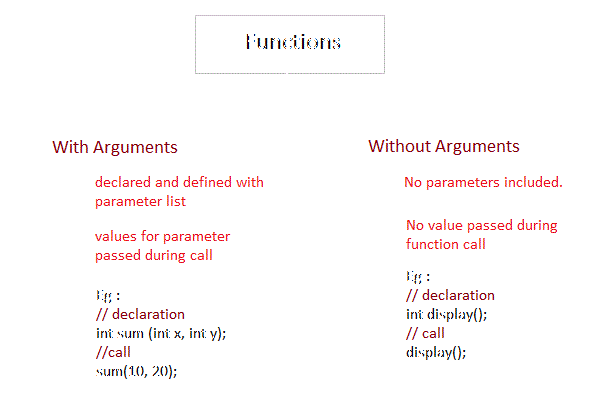 Functions
With Arguments
declared and defined with
parameter list
values for parameter
passed during call
Eg :
// declaration
int sum (int x, int y);
//call
sum(10, 20);
Without Arguments
No parameters included.
No value passed during
function call
Eg :
// declaration
int display();
// call
display();